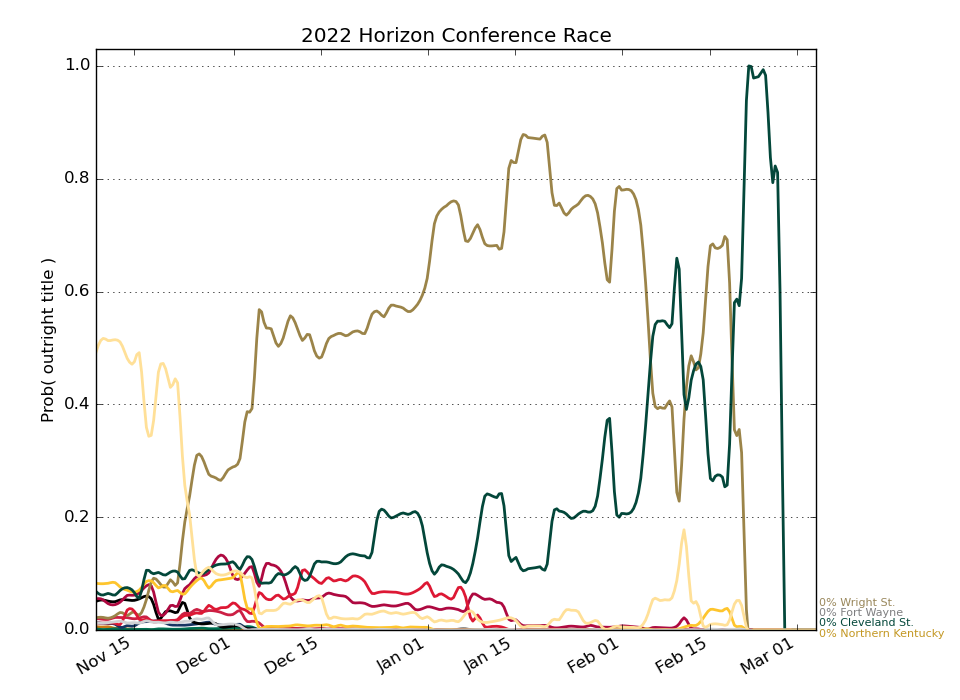 2022 Horizon Conference Race
Prob( outright title )
1.0
0.8
0.6
0.4
0.2
0.0
Nov 15
Dec 01
Dec 15
Jan 01
Jan 15
Feb 01
Feb 15
Mar 01
0% Wright St.
0% Fort Wayne
0% Cleveland St.
0% Northern Kentucky